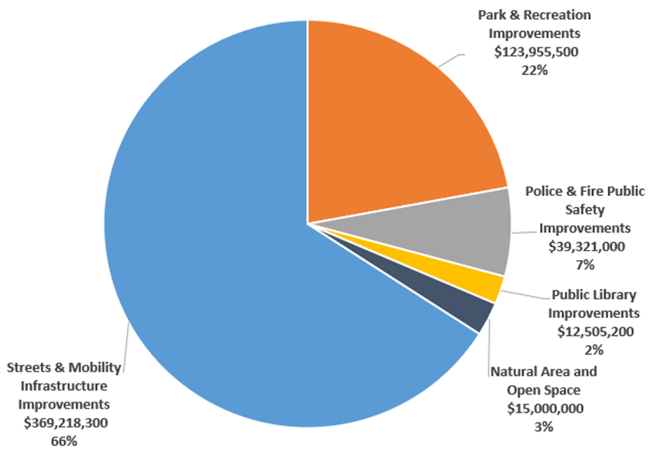 Park & Recreation
Improvements
$123,955,500
22%
Police & Fire Public
Safety
Improvements
$39,321,000
7%
Public Library
Improvements
$12,505,200
2%
Natural Area and
Open Space
$15,000,000
3%
Streets & Mobility
Infrastructure
Improvements
$369,218,300
66%